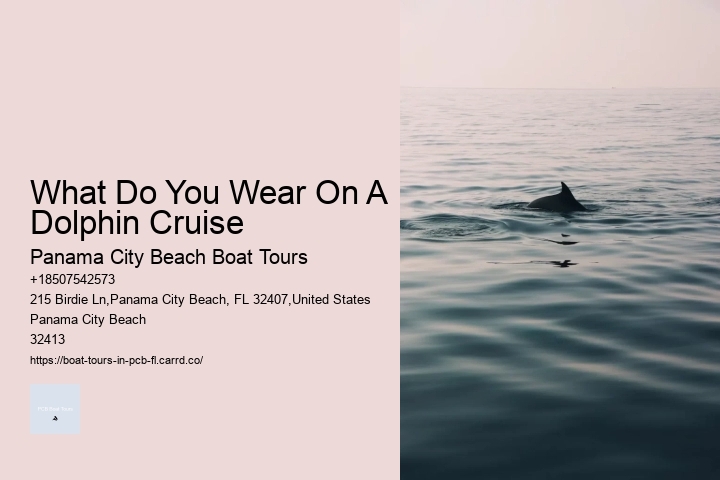 What Do You Wear On A
Dolphin Cruise
Panama City Beach Boat Tours
+18507542573
215 Birdie Ln,Panama City Beach, FL 32407,United States
Panama City Beach
32413
https://boat-tours-in-pcb-fl.carrd.co/